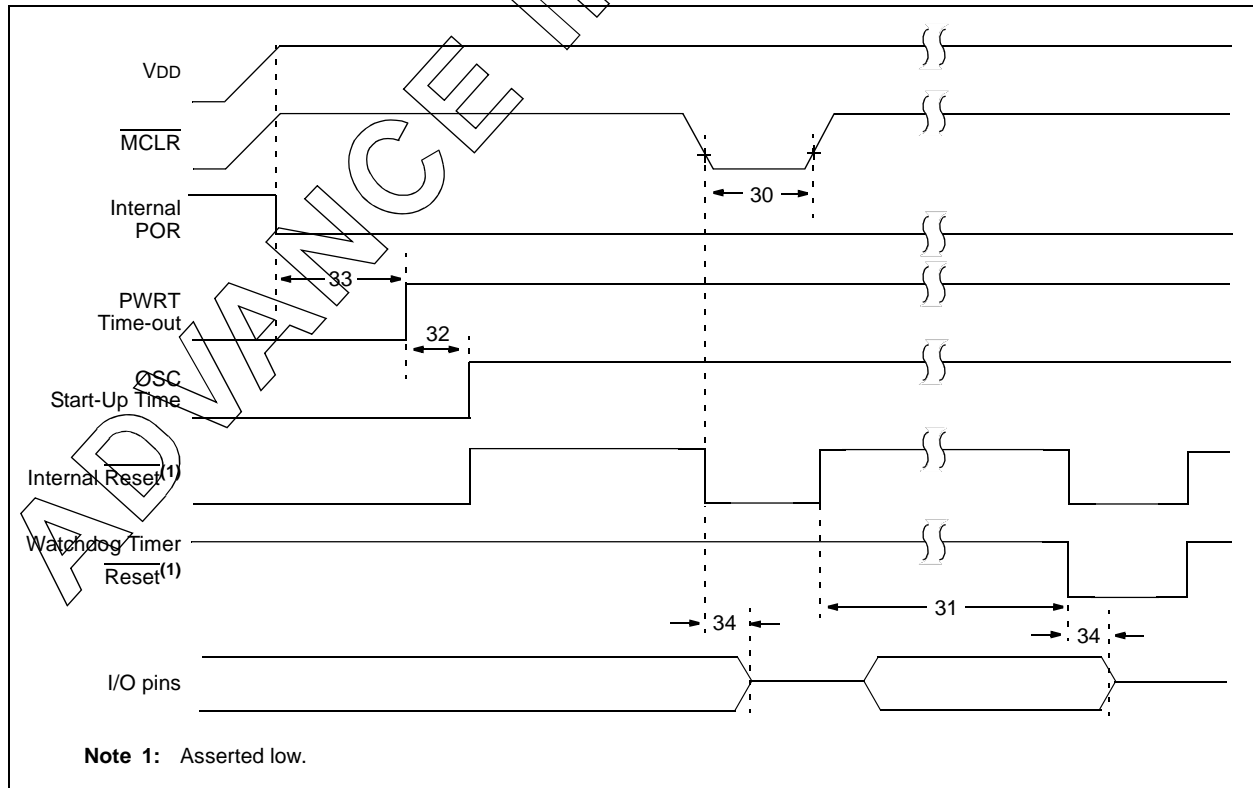 VDD
MCLR
30
Internal
POR
33
PWRT
Time-out
32
OSC
Start-Up Time
Internal Reset(1)
Watchdog Timer
Reset(1)
31
34
34
I/O pins
Note 1: Asserted low.
ADVANCE